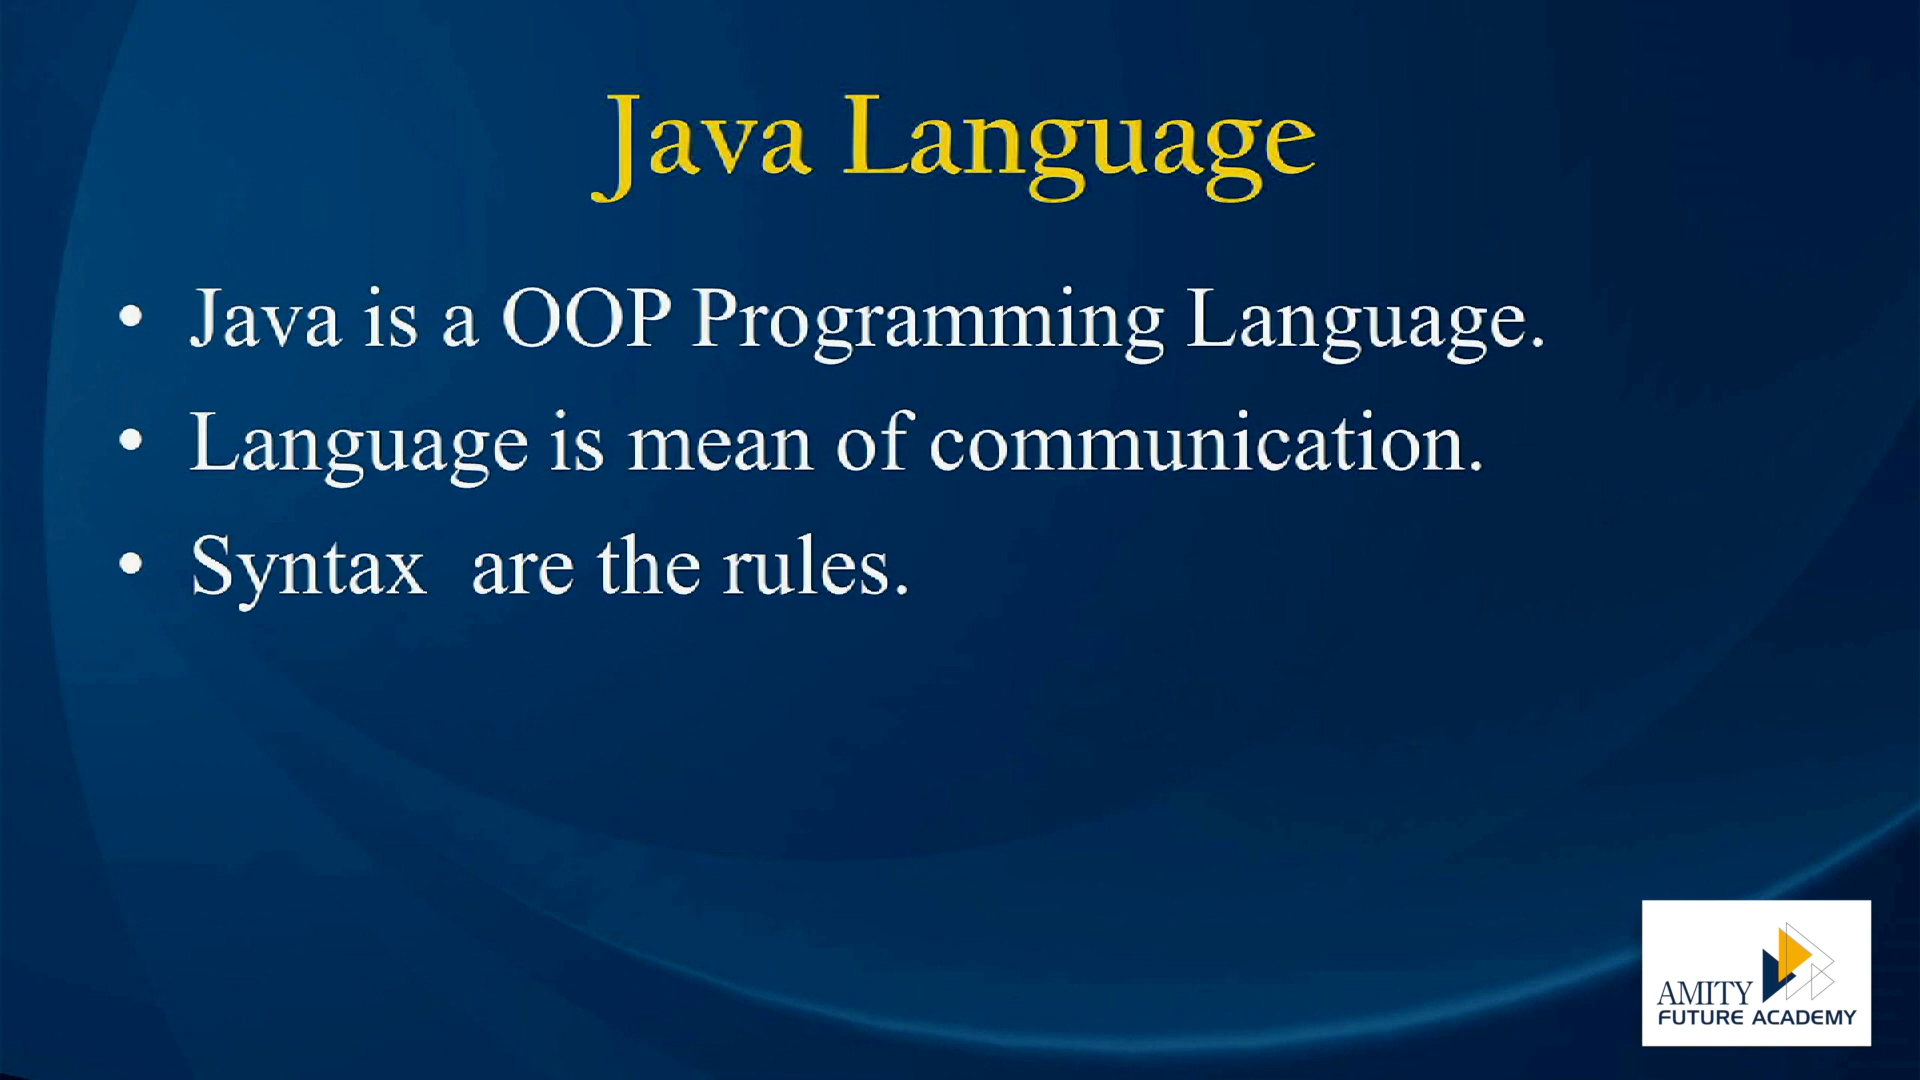 Java Language
• Java is a OOP Programming Language.
• Language is mean of communication.
• Syntax  are the rules.
AMITY
FUTURE ACADEMY